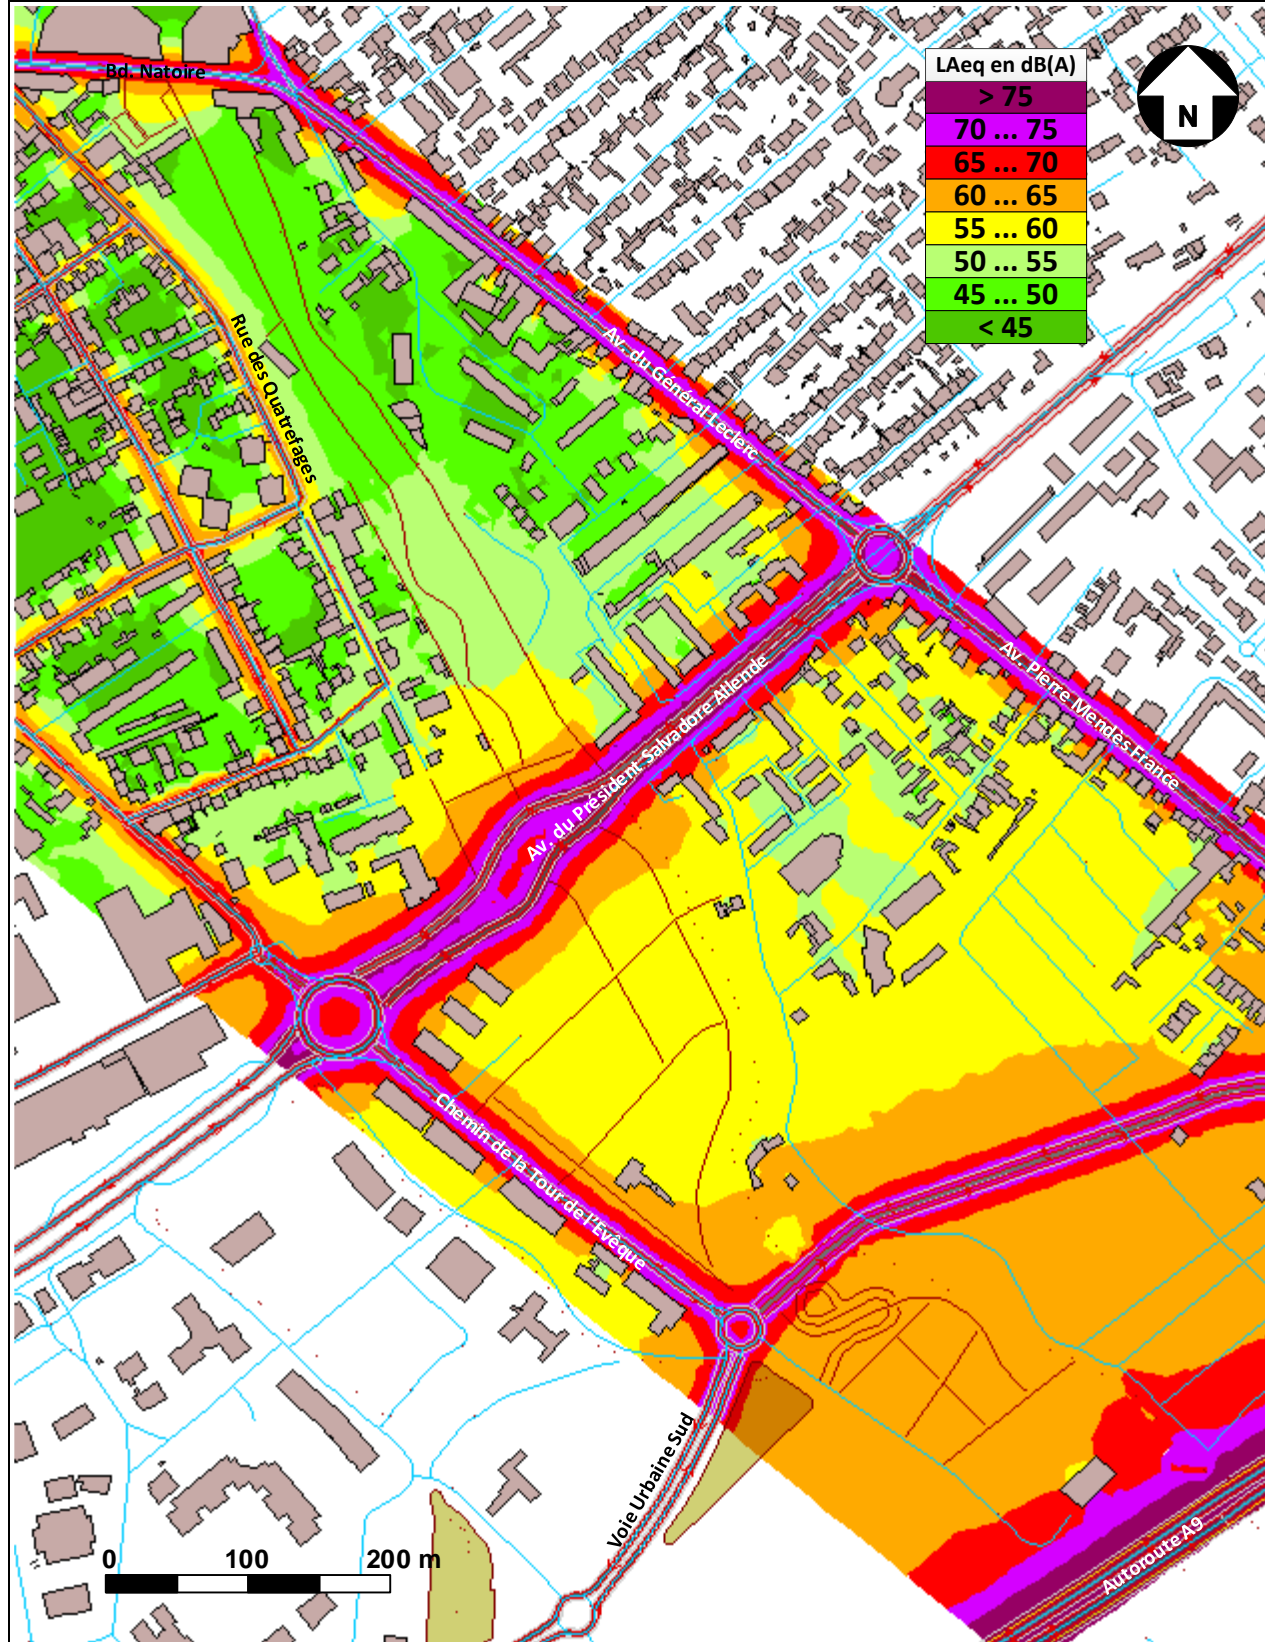 Bd. Natoire
LAeq en dB(A)
> 75
70 ... 75
65 ... 70
60 ... 65
55 ... 60
50 ... 55
45 ... 50
< 45
N
Rue des Quatrefages
Av. du Général Leclerc
Av. Pierre Mendès France
Av. du Président Salvadore Allende
Chemin de la Tour de l'Evêque
Voie Urbaine Sud
Autoroute A9
0 100 200 m